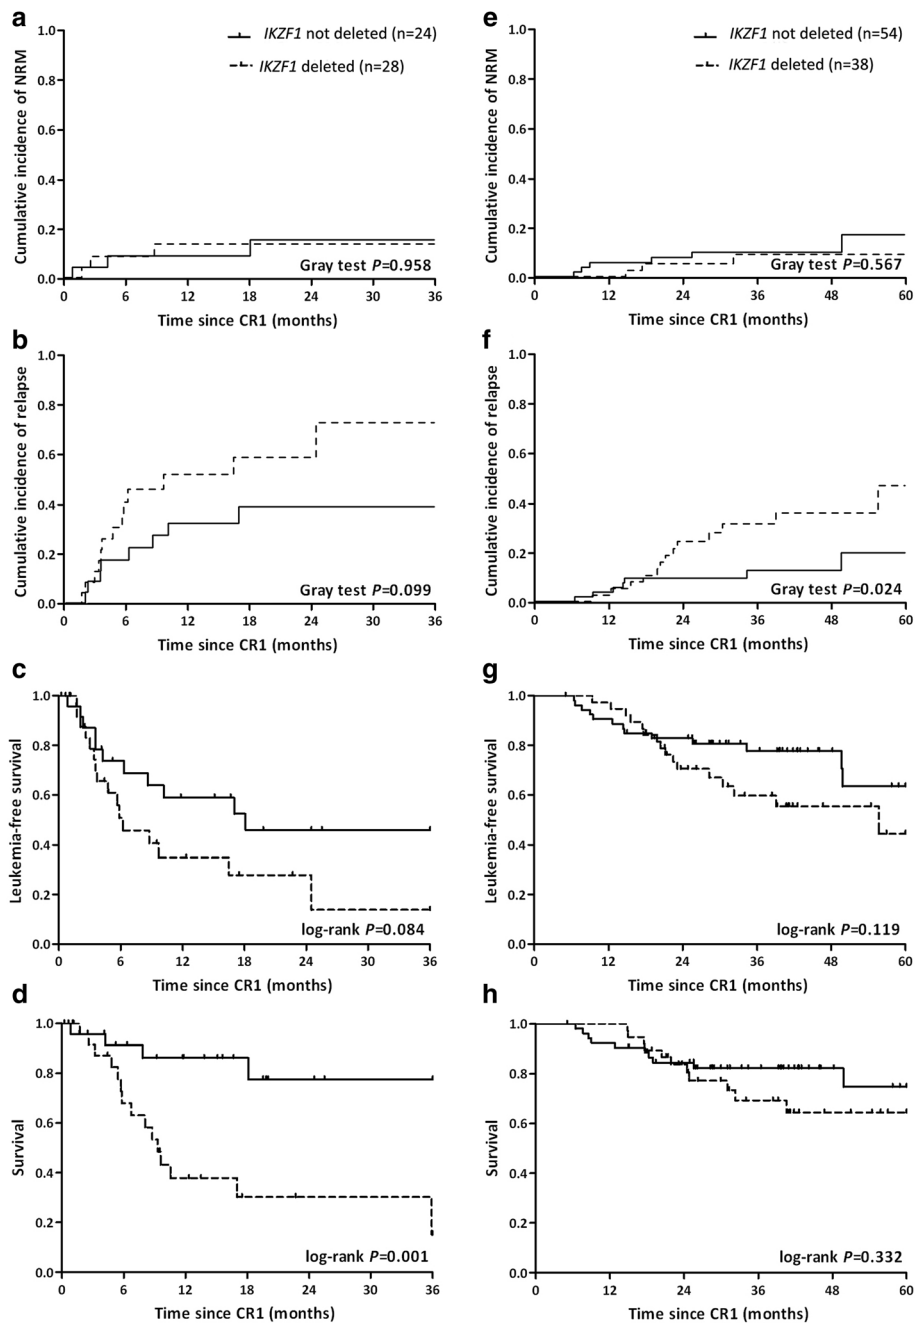 a
Cumulative incidence of NRM
1.0
0.8
0.6
0.4
0.2
0.0
IKZF1 not deleted (n=24)
IKZF1 deleted (n=28)
Gray test P=0.958
0 6 12 18 24 30 36
Time since CR1 (months)
e
Cumulative incidence of NRM
1.0
0.8
0.6
0.4
0.2
0.0
IKZF1 not deleted (n=54)
IKZF1 deleted (n=38)
Gray test P=0.567
0 12 24 36 48 60
Time since CR1 (months)
b
Cumulative incidence of relapse
1.0
0.8
0.6
0.4
0.2
0.0
Gray test P=0.099
0 6 12 18 24 30 36
Time since CR1 (months)
f
Cumulative incidence of relapse
1.0
0.8
0.6
0.4
0.2
0.0
Gray test P=0.024
0 12 24 36 48 60
Time since CR1 (months)
c
Leukemia-free survival
1.0
0.8
0.6
0.4
0.2
0.0
log-rank P=0.084
0 6 12 18 24 30 36
Time since CR1 (months)
g
Leukemia-free survival
1.0
0.8
0.6
0.4
0.2
0.0
log-rank P=0.119
0 12 24 36 48 60
Time since CR1 (months)
d
Survival
1.0
0.8
0.6
0.4
0.2
0.0
log-rank P=0.001
0 6 12 18 24 30 36
Time since CR1 (months)
h
Survival
1.0
0.8
0.6
0.4
0.2
0.0
log-rank P=0.332
0 12 24 36 48 60
Time since CR1 (months)